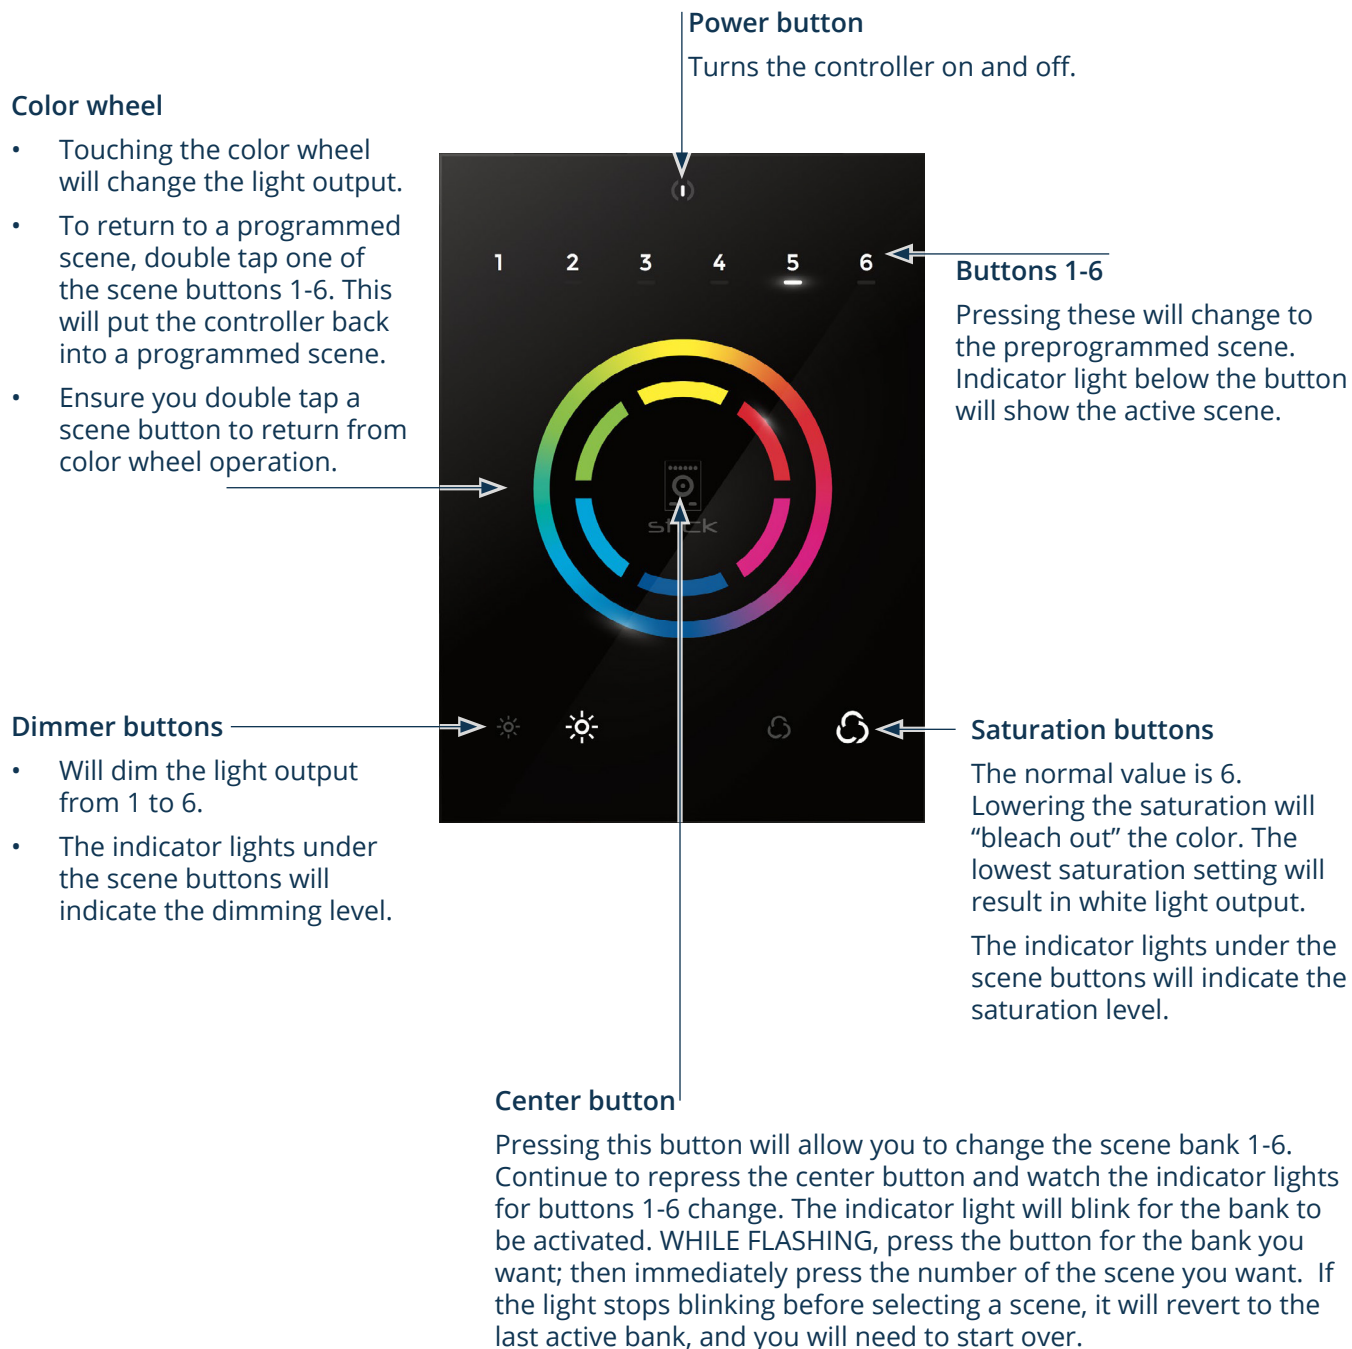 Power button
Turns the controller on and off.
Color wheel
• Touching the color wheel
will change the light output.
• To return to a programmed
scene, double tap one of
the scene buttons 1-6. This
will put the controller back
into a programmed scene.
• Ensure you double tap a
scene button to return from
color wheel operation.
1 2 3 4 5 6
Buttons 1-6
Pressing these will change to
the preprogrammed scene.
Indicator light below the button
will show the active scene.
Dimmer buttons
• Will dim the light output
from 1 to 6.
• The indicator lights under
the scene buttons will
indicate the dimming level.
Saturation buttons
The normal value is 6.
Lowering the saturation will
“bleach out” the color. The
lowest saturation setting will
result in white light output.
The indicator lights under the
scene buttons will indicate the
saturation level.
Center button
Pressing this button will allow you to change the scene bank 1-6.
Continue to repress the center button and watch the indicator lights
for buttons 1-6 change. The indicator light will blink for the bank to
be activated. WHILE FLASHING, press the button for the bank you
want; then immediately press the number of the scene you want.  If
the light stops blinking before selecting a scene, it will revert to the
last active bank, and you will need to start over.